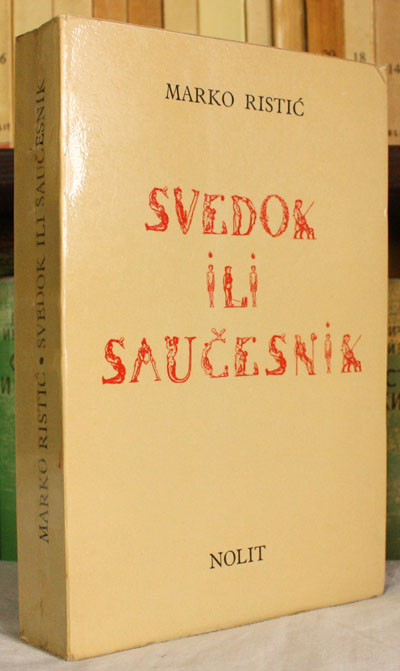 MARKO RISTIĆ
SVEDOK
ILI
SAUČESNIK
NOLIT
MARKO RISTIĆ • SVEDOK ILI SAUČESNIK